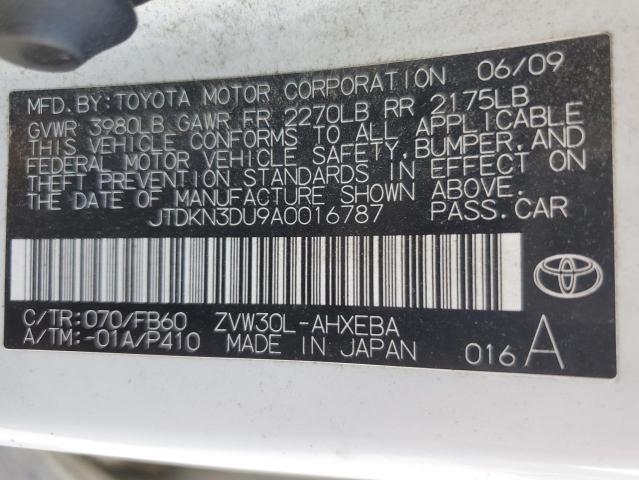 MFD. BY: TOYOTA MOTOR CORPORATION 06/09
GVWR 3980LB GAWR FR 2270LB RR 2175LB
THIS VEHICLE CONFORMS TO ALL APPLICABLE
FEDERAL MOTOR VEHICLE SAFETY, BUMPER, AND
THEFT PREVENTION STANDARDS IN EFFECT ON
THE DATE OF MANUFACTURE SHOWN ABOVE.
JTDKN3DU9A0016787 PASS. CAR
C/TR: 070/FB60 ZVW30L-AHXEBA
A/TM: -01A/P410 MADE IN JAPAN 016 A